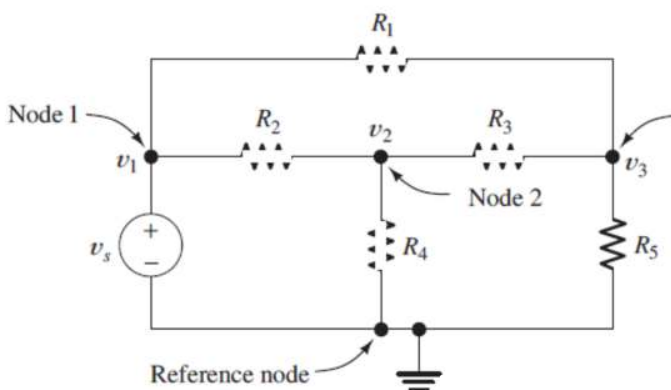 R1
Node 1
R2
v2
R3
v1
v3
Node 2
vs
+
−
R4
R5
Reference node